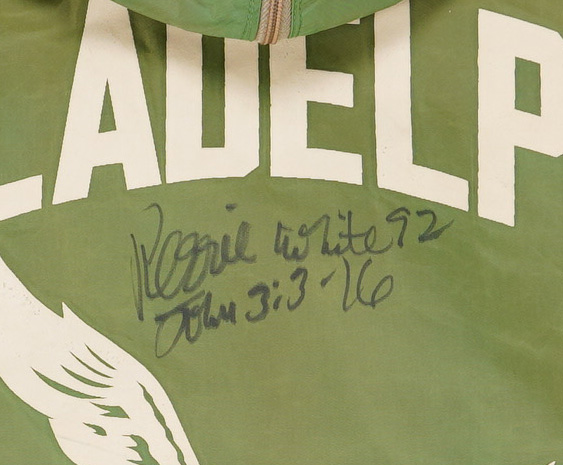 LADELP
Reggie White 92
John 3:3-16